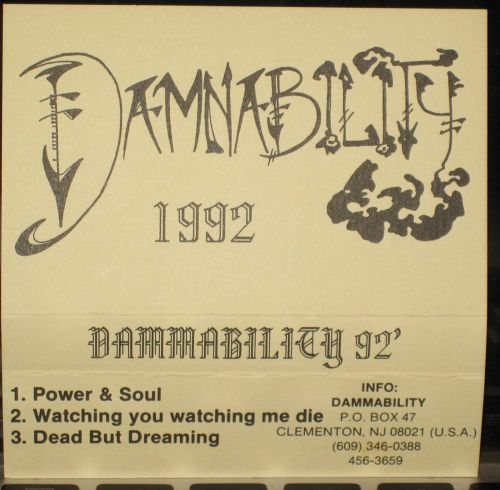 DAMNABILITY
1992
DAMMABILITY 92'
1. Power & Soul
2. Watching you watching me die
3. Dead But Dreaming
INFO:
DAMMABILITY
P.O. BOX 47
CLEMENTON, NJ 08021 (U.S.A.)
(609) 346-0388
456-3659